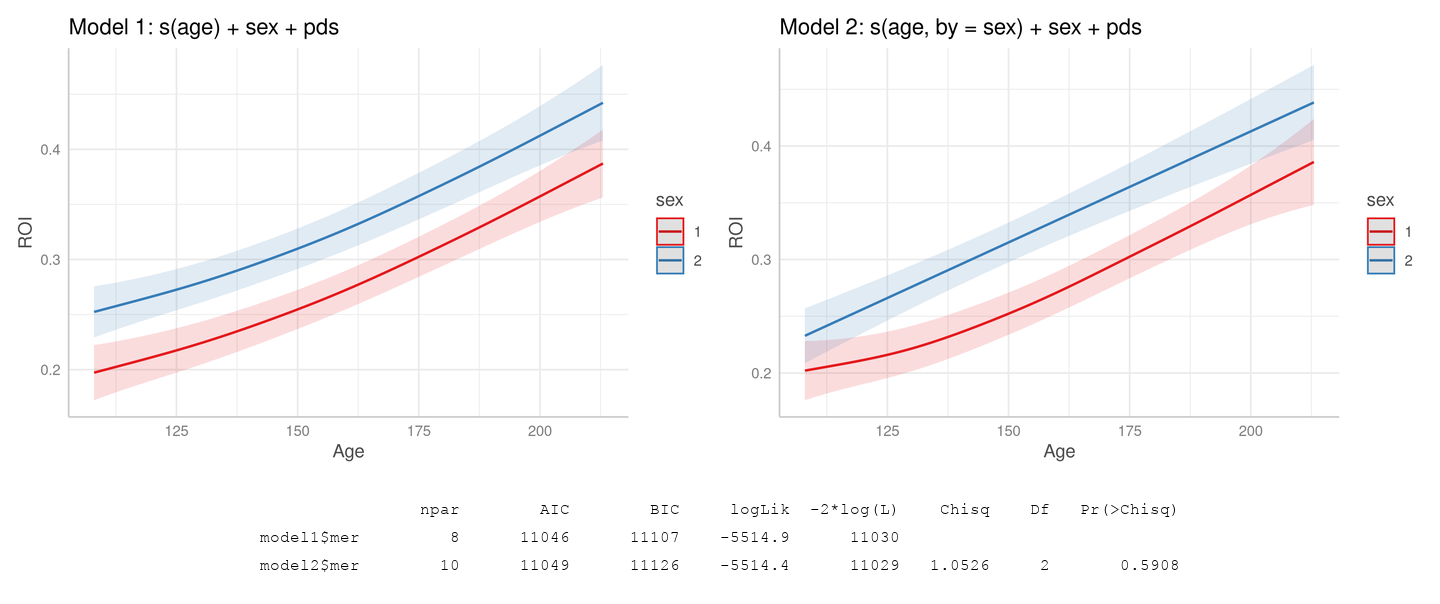 Model 1: s(age) + sex + pds
ROI
0.4
0.3
0.2
125 150 175 200
Age
sex
1
2
Model 2: s(age, by = sex) + sex + pds
ROI
0.4
0.3
0.2
125 150 175 200
Age
sex
1
2
npar AIC BIC logLik -2*log(L) Chisq Df Pr(>Chisq)
model1$mer 8 11046 11107 -5514.9 11030
model2$mer 10 11049 11126 -5514.4 11029 1.0526 2 0.5908